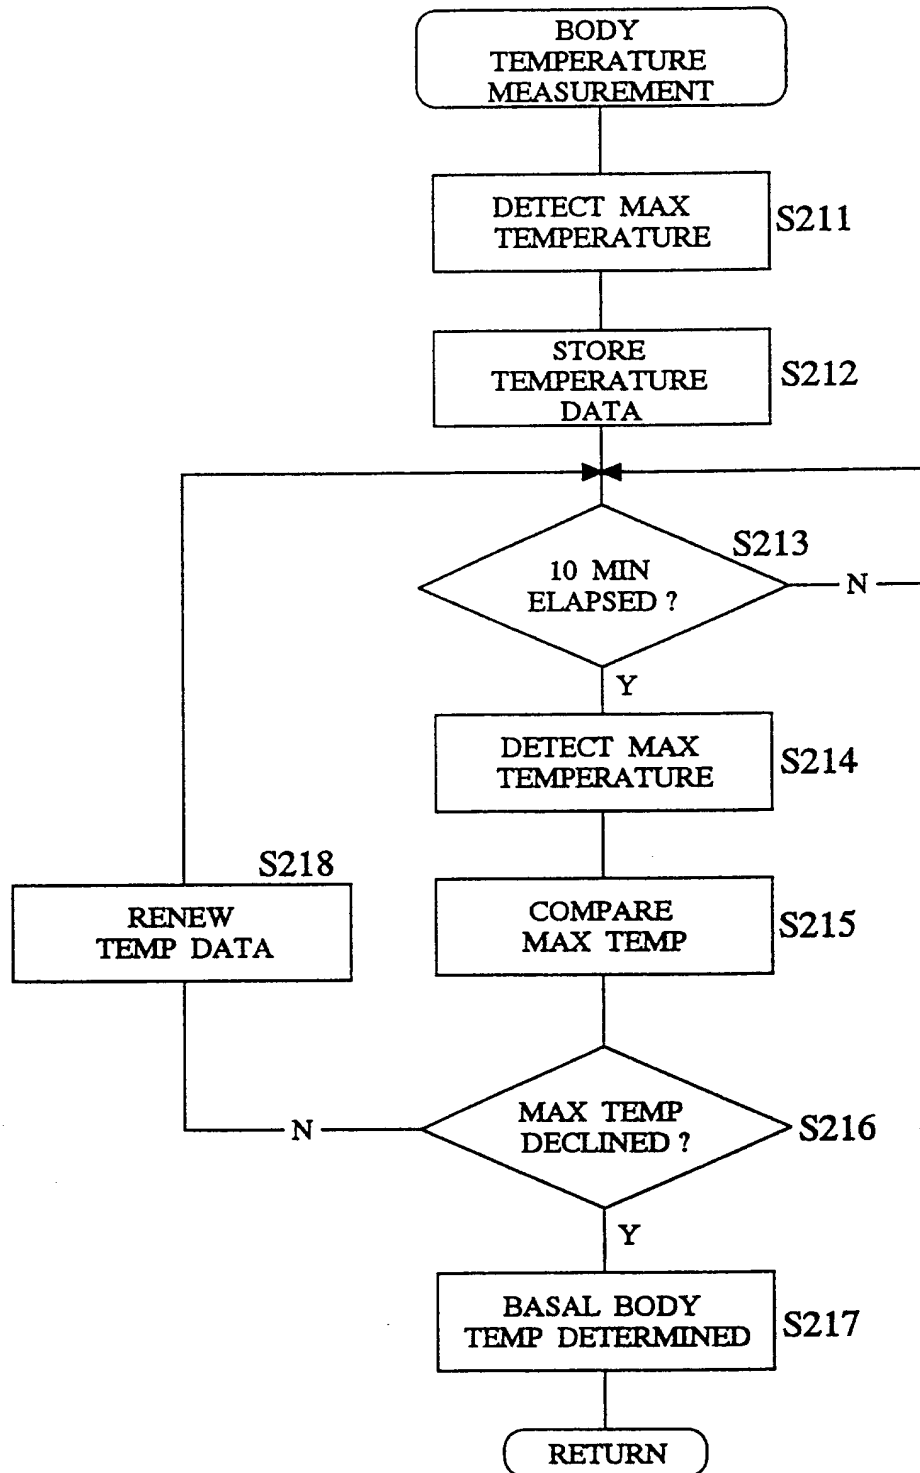 BODY
TEMPERATURE
MEASUREMENT
DETECT MAX
TEMPERATURE
S211
STORE
TEMPERATURE
DATA
S212
S213
10 MIN
ELAPSED ?
N
Y
DETECT MAX
TEMPERATURE
S214
S218
RENEW
TEMP DATA
COMPARE
MAX TEMP
S215
MAX TEMP
DECLINED ?
S216
N
Y
BASAL BODY
TEMP DETERMINED
S217
RETURN